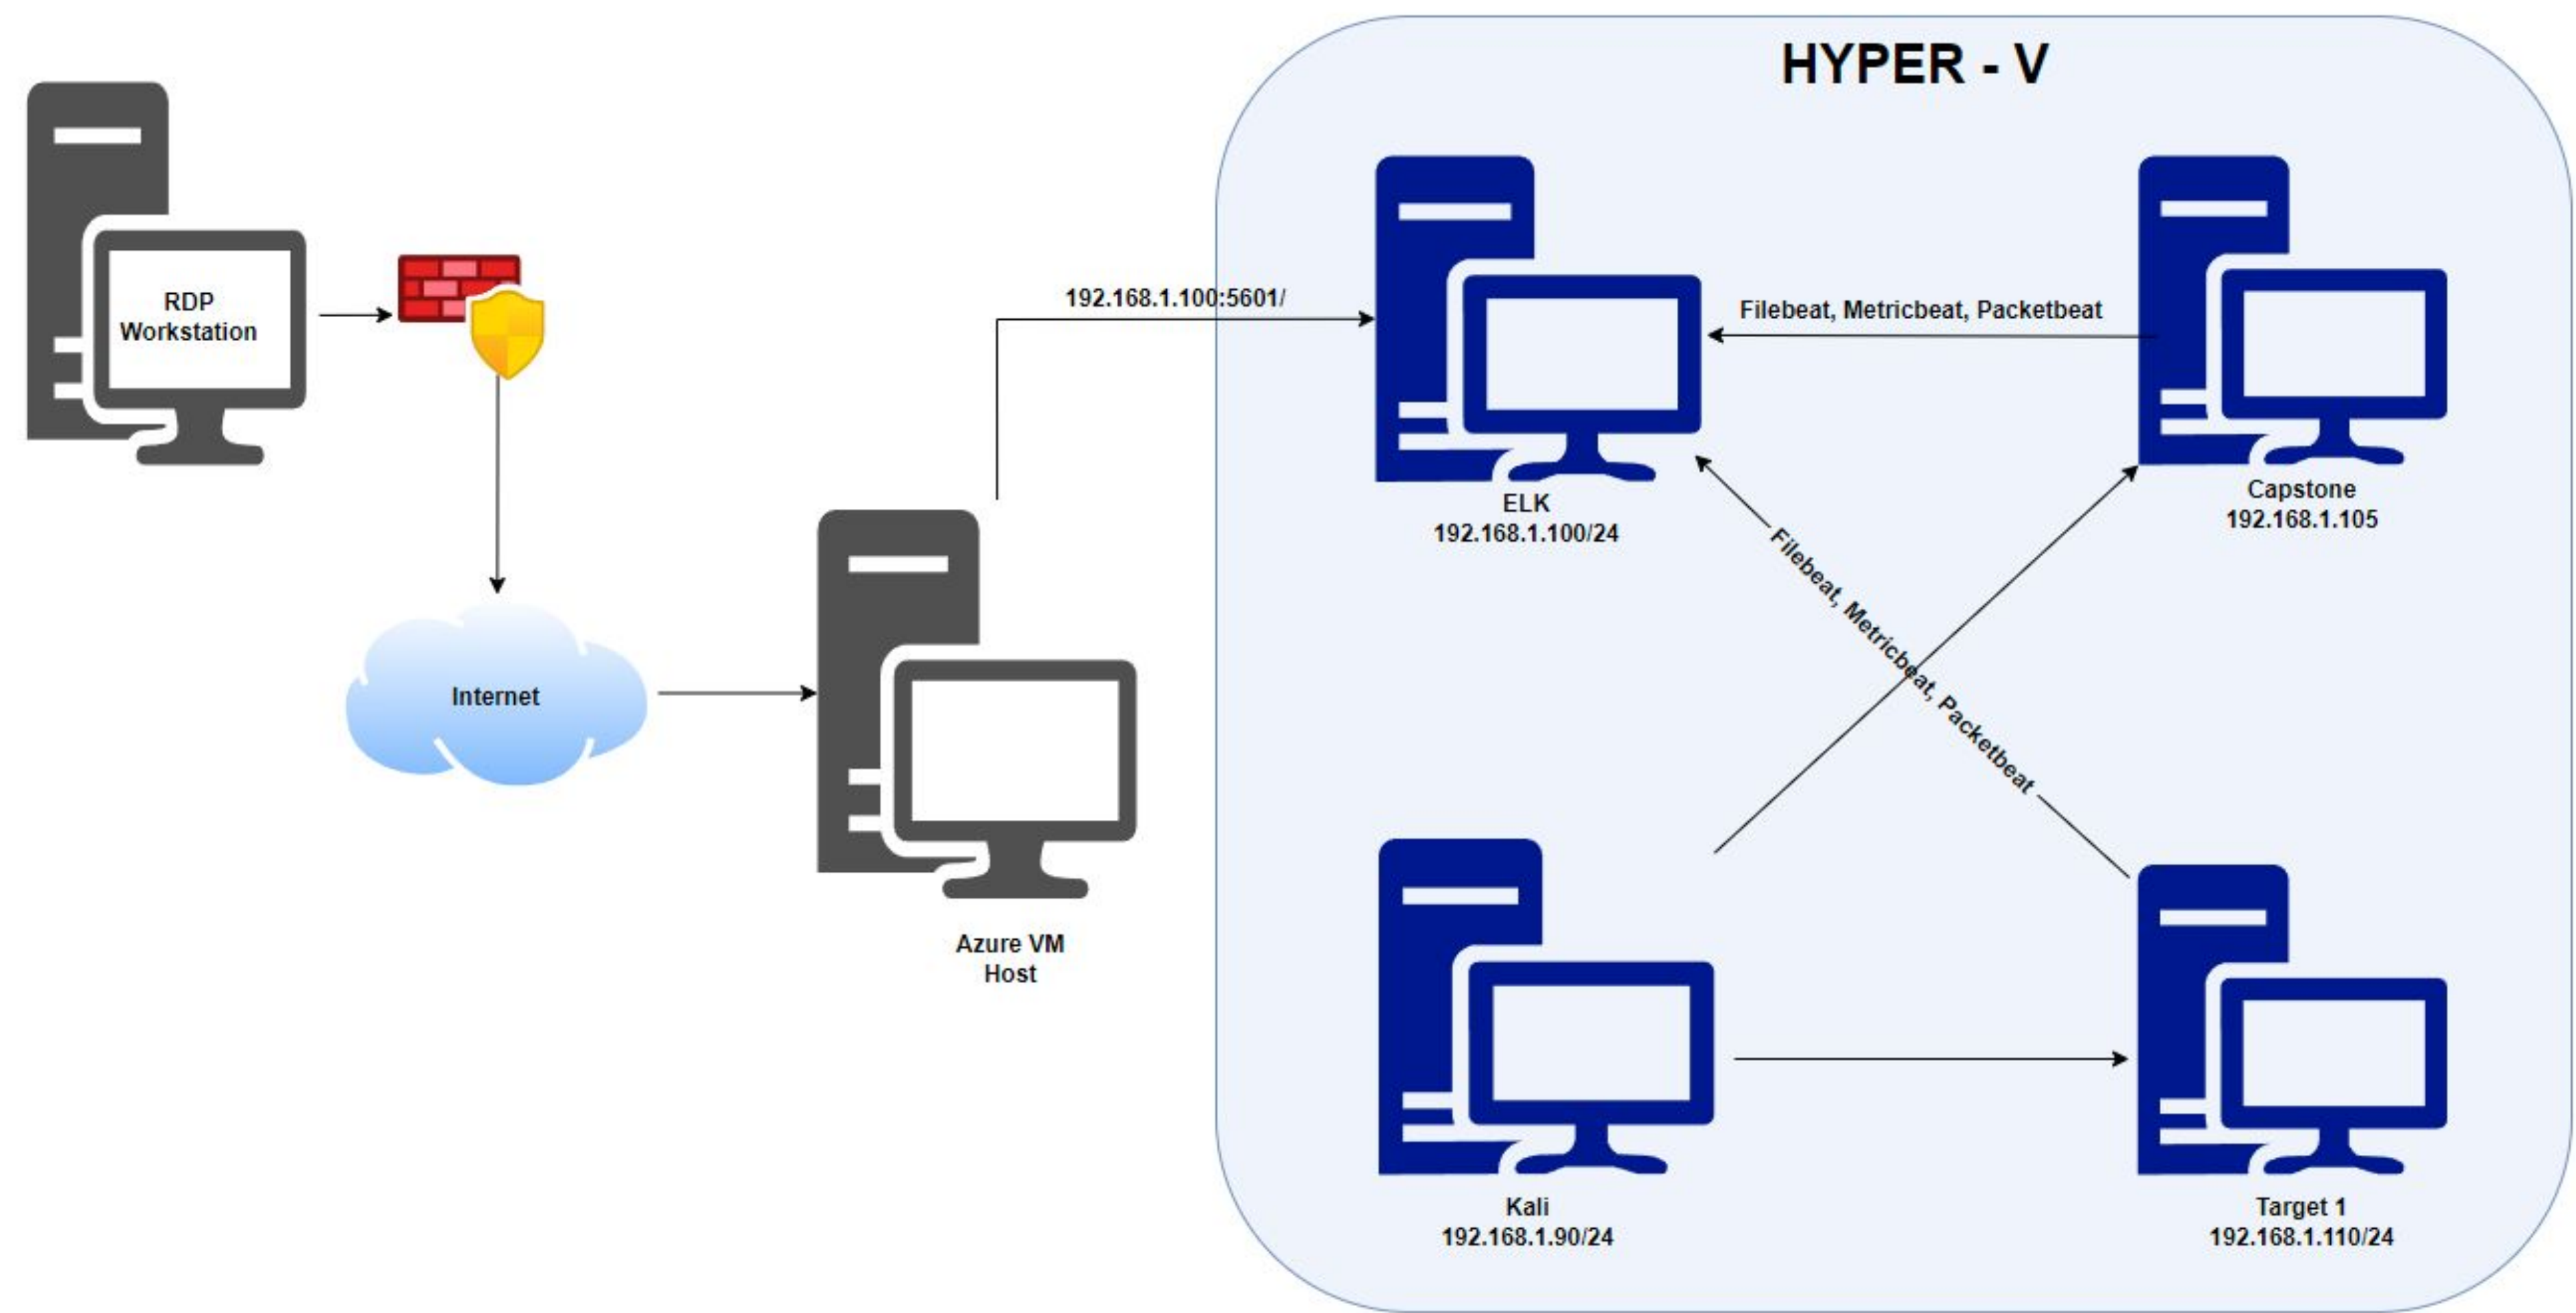 HYPER - V
RDP
Workstation
192.168.1.100:5601/
Filebeat, Metricbeat, Packetbeat
ELK
192.168.1.100/24
Capstone
192.168.1.105
Filebeat, Metricbeat, Packetbeat
Internet
Azure VM
Host
Kali
192.168.1.90/24
Target 1
192.168.1.110/24